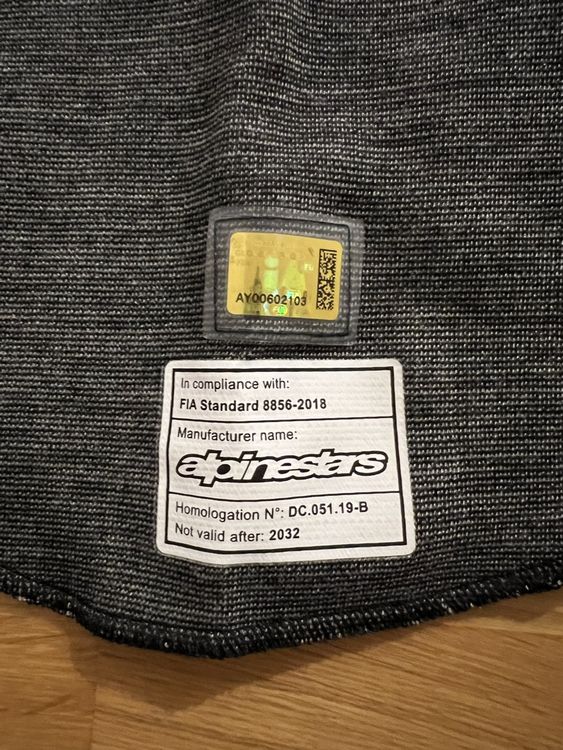 AY00602103
In compliance with:
FIA Standard 8856-2018
Manufacturer name:
alpinestars
Homologation N°: DC.051.19-B
Not valid after: 2032